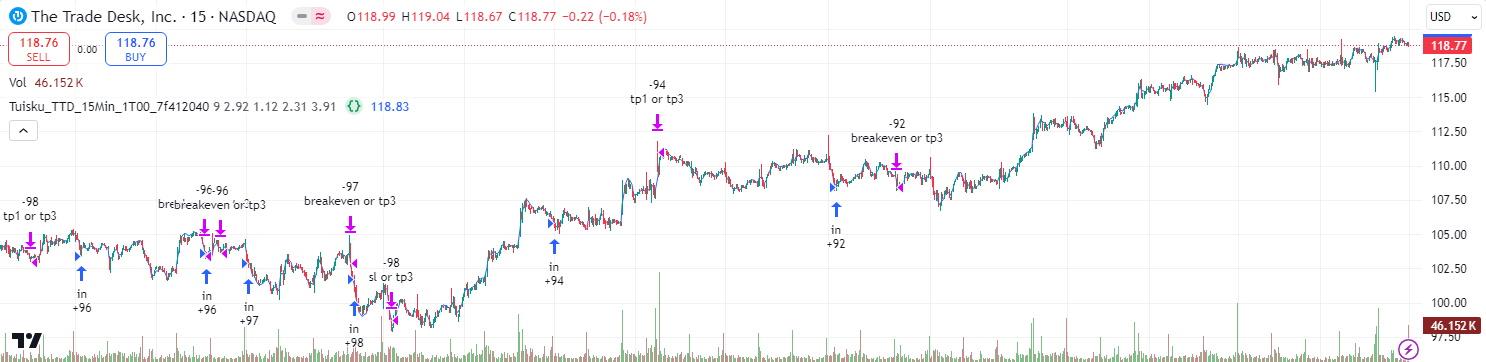 The Trade Desk, Inc. · 15 · NASDAQ O118.99 H119.04 L118.67 C118.77 −0.22 (−0.18%)
USD
118.76 SELL
0.00
118.76 BUY
Vol 46.152 K
Tuisku_TTD_15Min_1T00_7f412040 9 2.92 1.12 2.31 3.91 118.83
118.77
117.50
115.00
112.50
110.00
107.50
105.00
102.50
100.00
46.152 K
97.50
-98
tp1 or tp3
in
+96
-96
-96
breakeven or tp3
in
+96
in
+97
-97
breakeven or tp3
in
+98
-98
sl or tp3
in
+94
-94
tp1 or tp3
in
+92
-92
breakeven or tp3